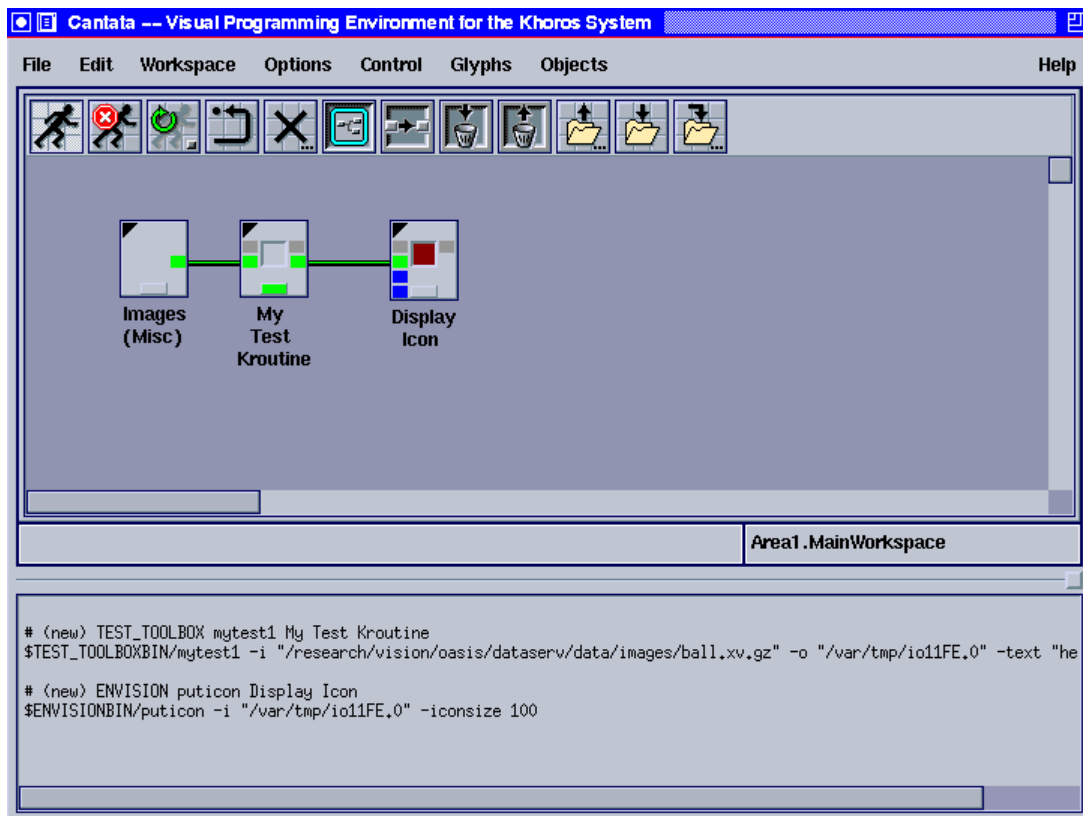 Cantata -- Visual Programming Environment for the Khoros System
File Edit Workspace Options Control Glyphs Objects Help
Images
(Misc)
My
Test
Kroutine
Display
Icon
Area1.MainWorkspace
# (new) TEST_TOOLBOX mytest1 My Test Kroutine
$TEST_TOOLBOXBIN/mytest1 -i "/research/vision/oasis/dataserv/data/images/ball.xv.gz" -o "/var/tmp/io11FE.0" -text "he
# (new) ENVISION puticon Display Icon
$ENVISIONBIN/puticon -i "/var/tmp/io11FE.0" -iconsize 100